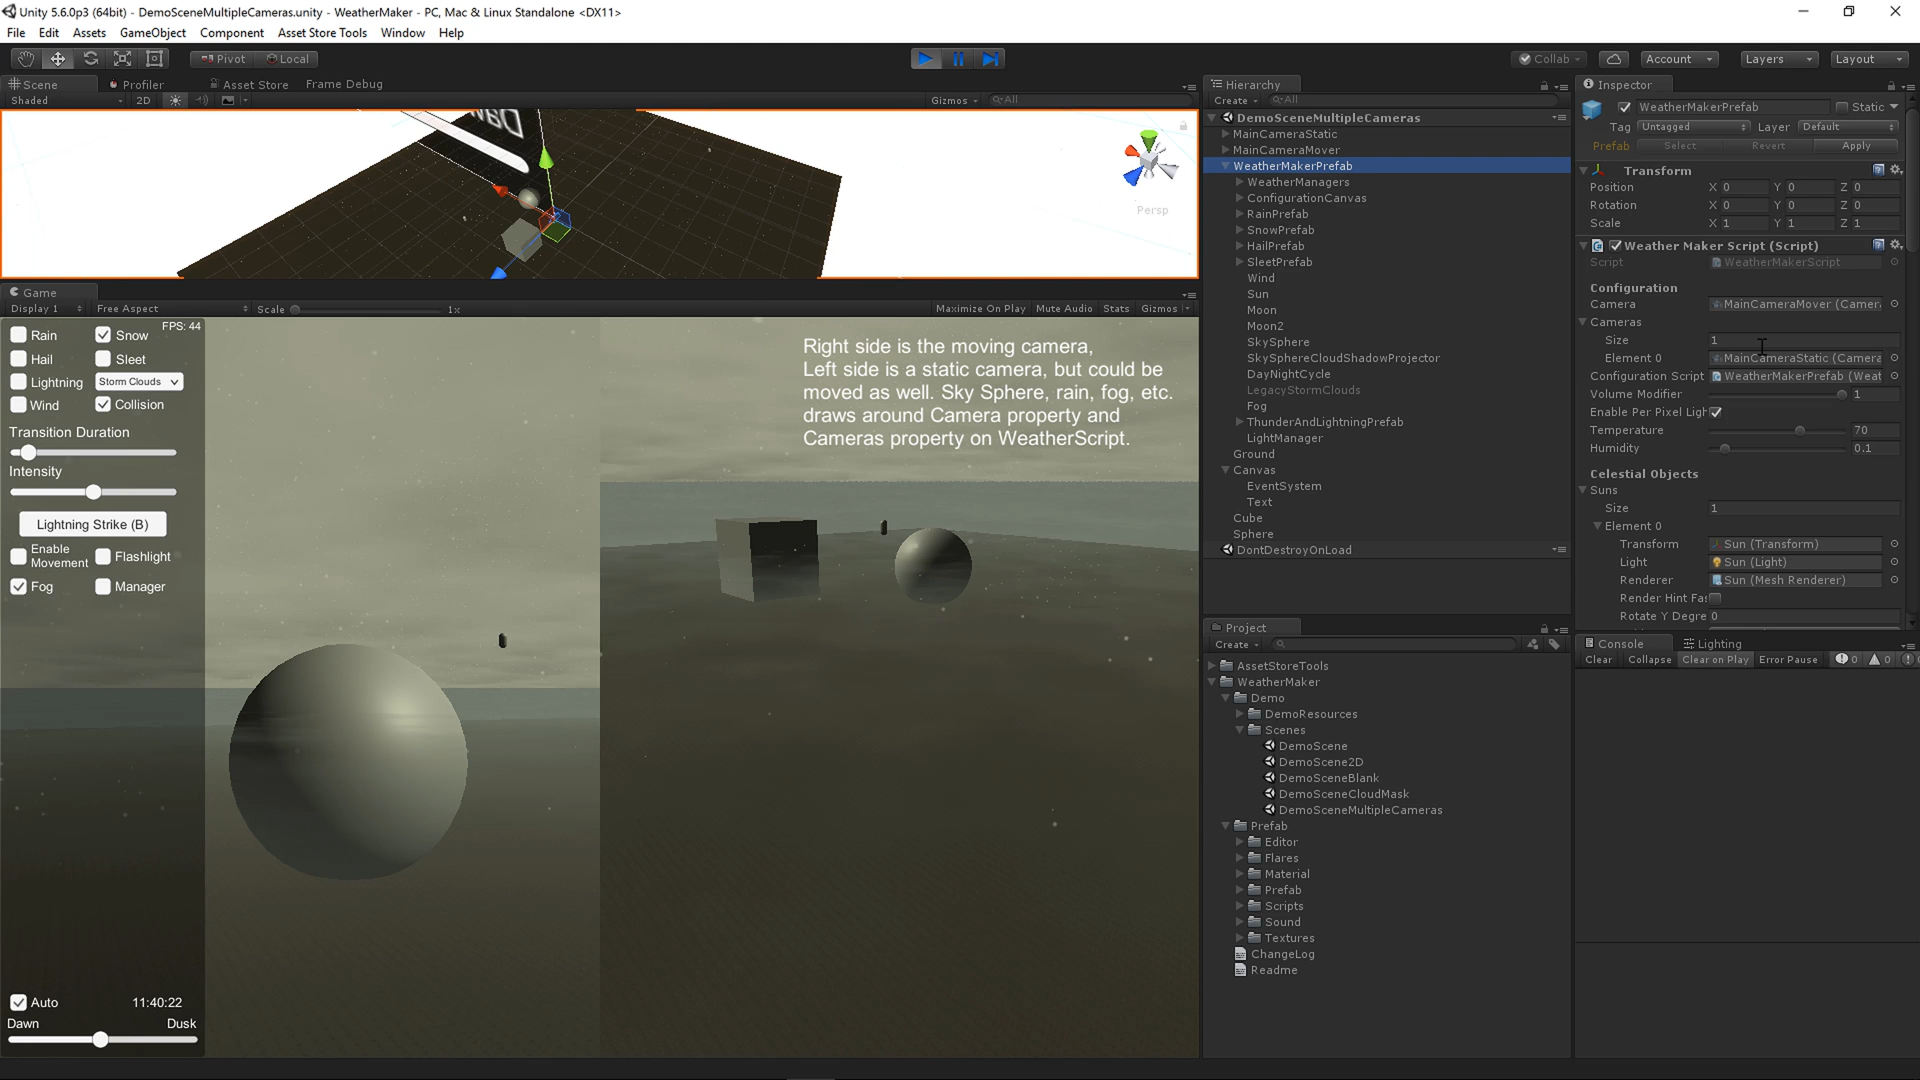 Unity 5.6.0p3 (64bit) - DemoSceneMultipleCameras.unity - WeatherMaker - PC, Mac & Linux Standalone <DX11>
File Edit Assets GameObject Component Asset Store Tools Window Help
Pivot Local
Collab Account Layers Layout
Scene Profiler Asset Store Frame Debug
Shaded 2D Gizmos All
Persp
Game
Display 1 Free Aspect Scale 1x Maximize On Play Mute Audio Stats Gizmos
FPS: 44
Rain Snow
Hail Sleet
Lightning Storm Clouds
Wind Collision
Transition Duration
Intensity
Lightning Strike (B)
Enable Movement Flashlight
Fog Manager
Auto 11:40:22
Dawn Dusk
Right side is the moving camera,
Left side is a static camera, but could be
moved as well. Sky Sphere, rain, fog, etc.
draws around Camera property and
Cameras property on WeatherScript.
Hierarchy
Create All
DemoSceneMultipleCameras
MainCameraStatic
MainCameraMover
WeatherMakerPrefab
WeatherManagers
ConfigurationCanvas
RainPrefab
SnowPrefab
HailPrefab
SleetPrefab
Wind
Sun
Moon
Moon2
SkySphere
SkySphereCloudShadowProjector
DayNightCycle
LegacyStormClouds
Fog
ThunderAndLightningPrefab
LightManager
Ground
Canvas
EventSystem
Text
Cube
Sphere
DontDestroyOnLoad
Project
Create
AssetStoreTools
WeatherMaker
Demo
DemoResources
Scenes
DemoScene
DemoScene2D
DemoSceneBlank
DemoSceneCloudMask
DemoSceneMultipleCameras
Prefab
Editor
Flares
Material
Prefab
Scripts
Sound
Textures
ChangeLog
Readme
Inspector
WeatherMakerPrefab Static
Tag Untagged Layer Default
Prefab Select Revert Apply
Transform
Position X 0 Y 0 Z 0
Rotation X 0 Y 0 Z 0
Scale X 1 Y 1 Z 1
Weather Maker Script (Script)
Script WeatherMakerScript
Configuration
Camera MainCameraMover (Camer
Cameras
Size 1
Element 0 MainCameraStatic (Camera
Configuration Script WeatherMakerPrefab (Weat
Volume Modifier 1
Enable Per Pixel Ligh
Temperature 70
Humidity 0.1
Celestial Objects
Suns
Size 1
Element 0
Transform Sun (Transform)
Light Sun (Light)
Renderer Sun (Mesh Renderer)
Render Hint Fas
Rotate Y Degre 0
Console Lighting
Clear Collapse Clear on Play Error Pause 0 0